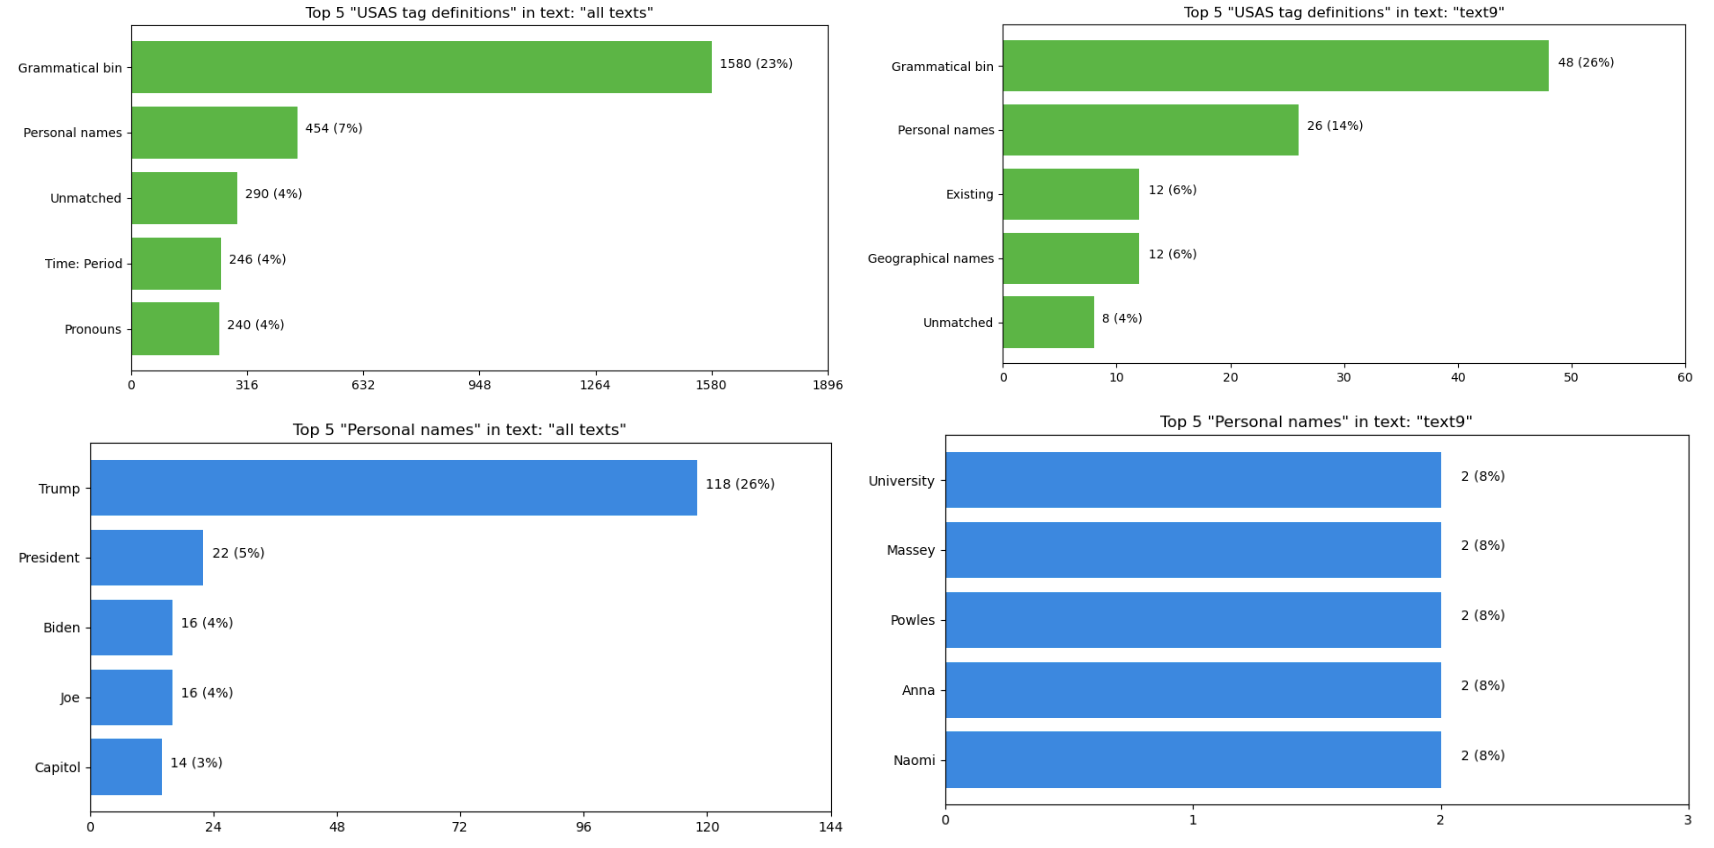 Top 5 "USAS tag definitions" in text: "all texts"
Grammatical bin
1580 (23%)
Personal names
454 (7%)
Unmatched
290 (4%)
Time: Period
246 (4%)
Pronouns
240 (4%)
0 316 632 948 1264 1580 1896
Top 5 "USAS tag definitions" in text: "text9"
Grammatical bin
48 (26%)
Personal names
26 (14%)
Existing
12 (6%)
Geographical names
12 (6%)
Unmatched
8 (4%)
0 10 20 30 40 50 60
Top 5 "Personal names" in text: "all texts"
Trump
118 (26%)
President
22 (5%)
Biden
16 (4%)
Joe
16 (4%)
Capitol
14 (3%)
0 24 48 72 96 120 144
Top 5 "Personal names" in text: "text9"
University
2 (8%)
Massey
2 (8%)
Powles
2 (8%)
Anna
2 (8%)
Naomi
2 (8%)
0 1 2 3